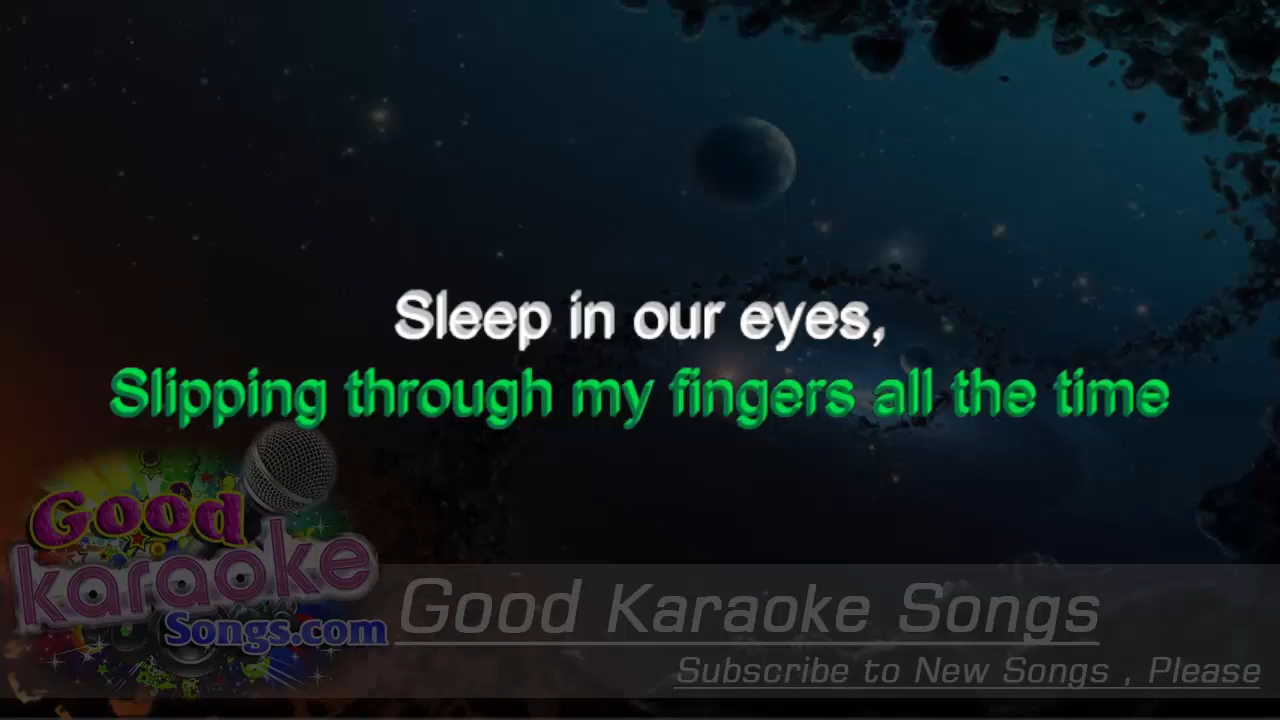 Sleep in our eyes,
Slipping through my fingers all the time
Good
karaoke
Songs.com
Good Karaoke Songs
Subscribe to New Songs , Please